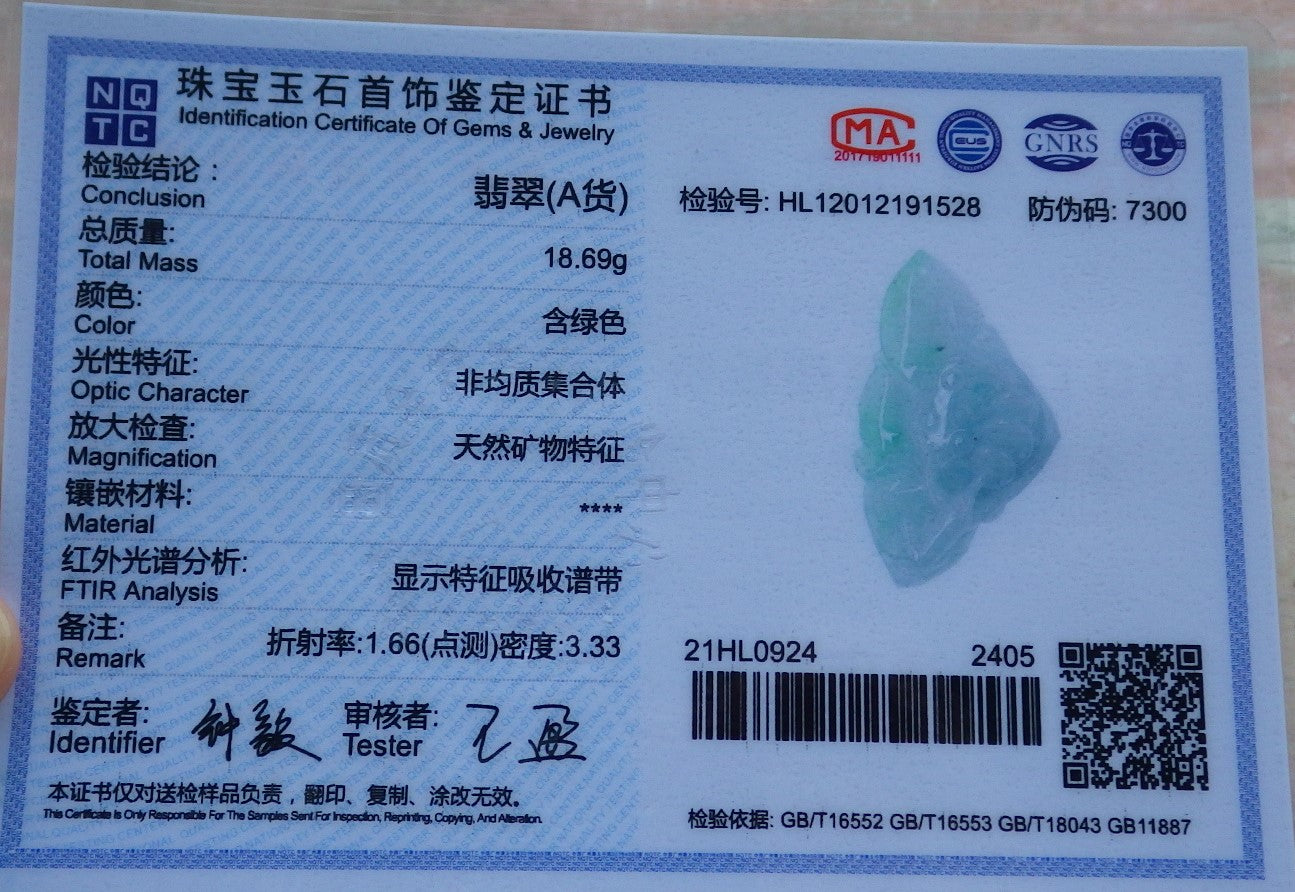 NQTC
珠宝玉石首饰鉴定证书
Identification Certificate Of Gems & Jewelry
检验结论：
Conclusion
翡翠(A货)
总质量:
Total Mass
18.69g
颜色:
Color
含绿色
光性特征:
Optic Character
非均质集合体
放大检查:
Magnification
天然矿物特征
镶嵌材料:
Material
****
红外光谱分析:
FTIR Analysis
显示特征吸收谱带
备注:
Remark
折射率:1.66(点测)密度:3.33
鉴定者:
Identifier
审核者:
Tester
本证书仅对送检样品负责，翻印、复制、涂改无效。
This Certificate Is Only Responsible For The Samples Sent For Inspection, Reprinting, Copying, And Alteration.
MA
201719011111
EUS
GNRS
检验号: HL12012191528
防伪码: 7300
21HL0924
2405
检验依据: GB/T16552 GB/T16553 GB/T18043 GB11887